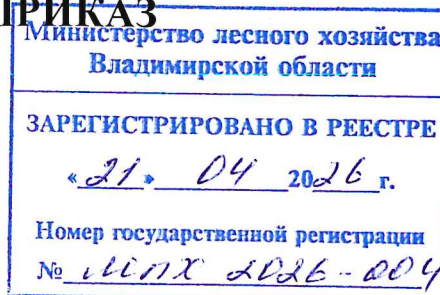 ПРИКАЗ
Министерство лесного хозяйства
Владимирской области
ЗАРЕГИСТРИРОВАНО В РЕЕСТРЕ
«21» 04 2026 г.
Номер государственной регистрации
№ МЛХ 2026-004